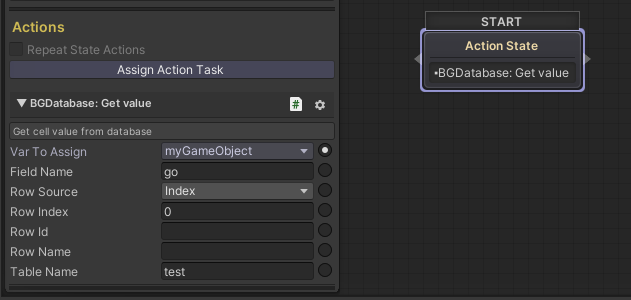 Actions
Repeat State Actions
Assign Action Task
BGDatabase: Get value
#
Get cell value from database
Var To Assign myGameObject
Field Name go
Row Source Index
Row Index 0
Row Id
Row Name
Table Name test
START
Action State
•BGDatabase: Get value